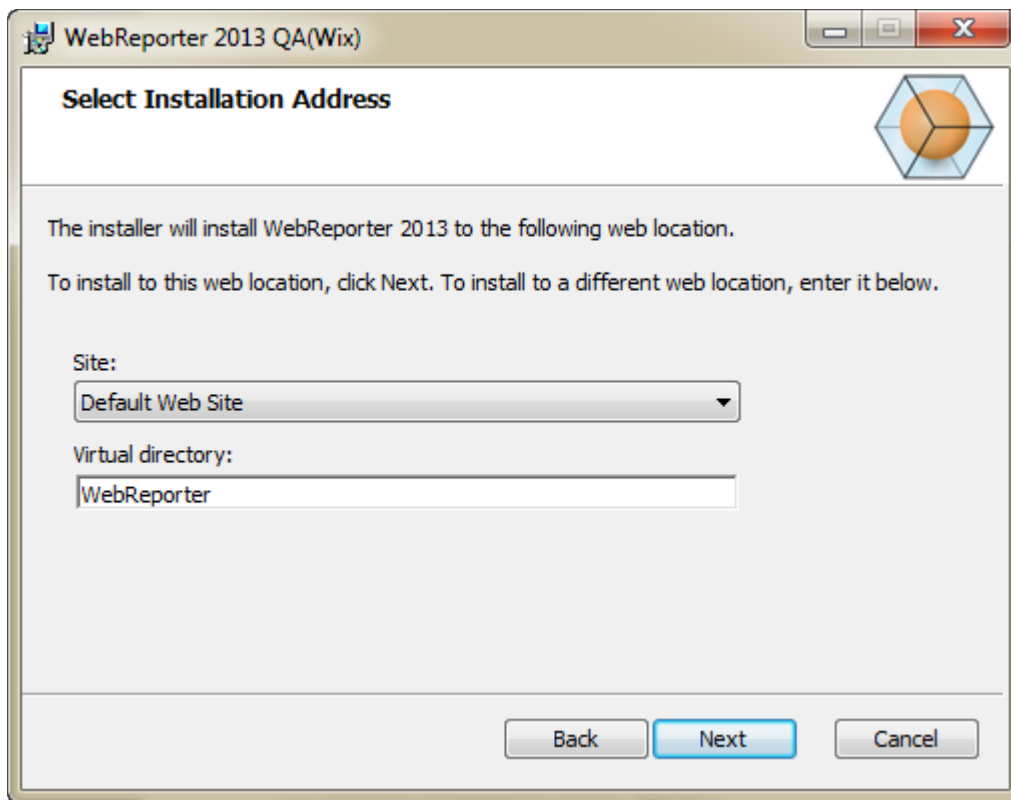 WebReporter 2013 QA(Wix)
Select Installation Address
The installer will install WebReporter 2013 to the following web location.
To install to this web location, click Next. To install to a different web location, enter it below.
Site:
Default Web Site
Virtual directory:
WebReporter
Back Next Cancel